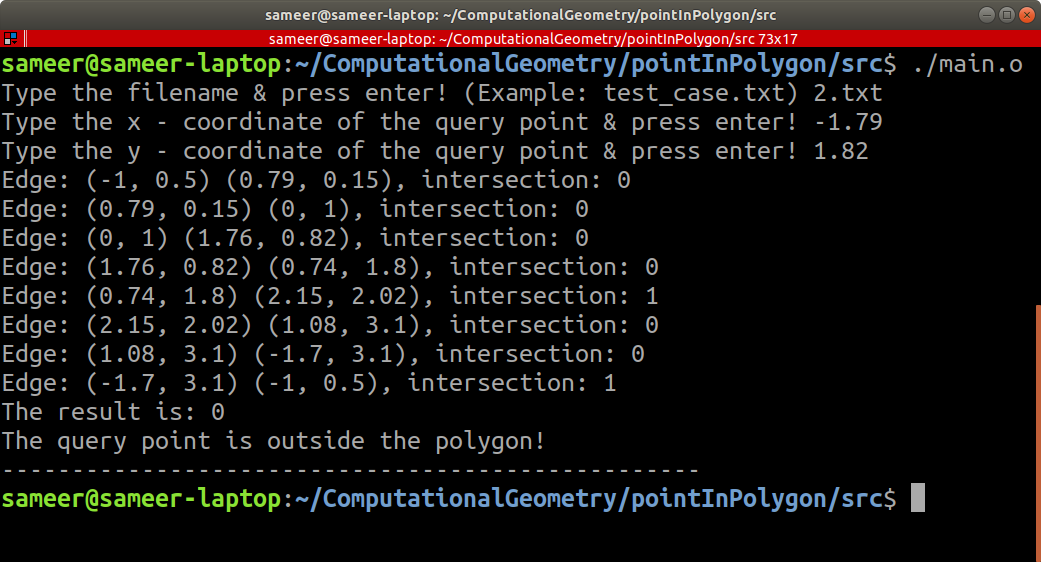 sameer@sameer-laptop: ~/ComputationalGeometry/pointInPolygon/src
sameer@sameer-laptop: ~/ComputationalGeometry/pointInPolygon/src 73x17
sameer@sameer-laptop:~/ComputationalGeometry/pointInPolygon/src$ ./main.o
Type the filename & press enter! (Example: test_case.txt) 2.txt
Type the x - coordinate of the query point & press enter! -1.79
Type the y - coordinate of the query point & press enter! 1.82
Edge: (-1, 0.5) (0.79, 0.15), intersection: 0
Edge: (0.79, 0.15) (0, 1), intersection: 0
Edge: (0, 1) (1.76, 0.82), intersection: 0
Edge: (1.76, 0.82) (0.74, 1.8), intersection: 0
Edge: (0.74, 1.8) (2.15, 2.02), intersection: 1
Edge: (2.15, 2.02) (1.08, 3.1), intersection: 0
Edge: (1.08, 3.1) (-1.7, 3.1), intersection: 0
Edge: (-1.7, 3.1) (-1, 0.5), intersection: 1
The result is: 0
The query point is outside the polygon!
--------------------------------------------------
sameer@sameer-laptop:~/ComputationalGeometry/pointInPolygon/src$